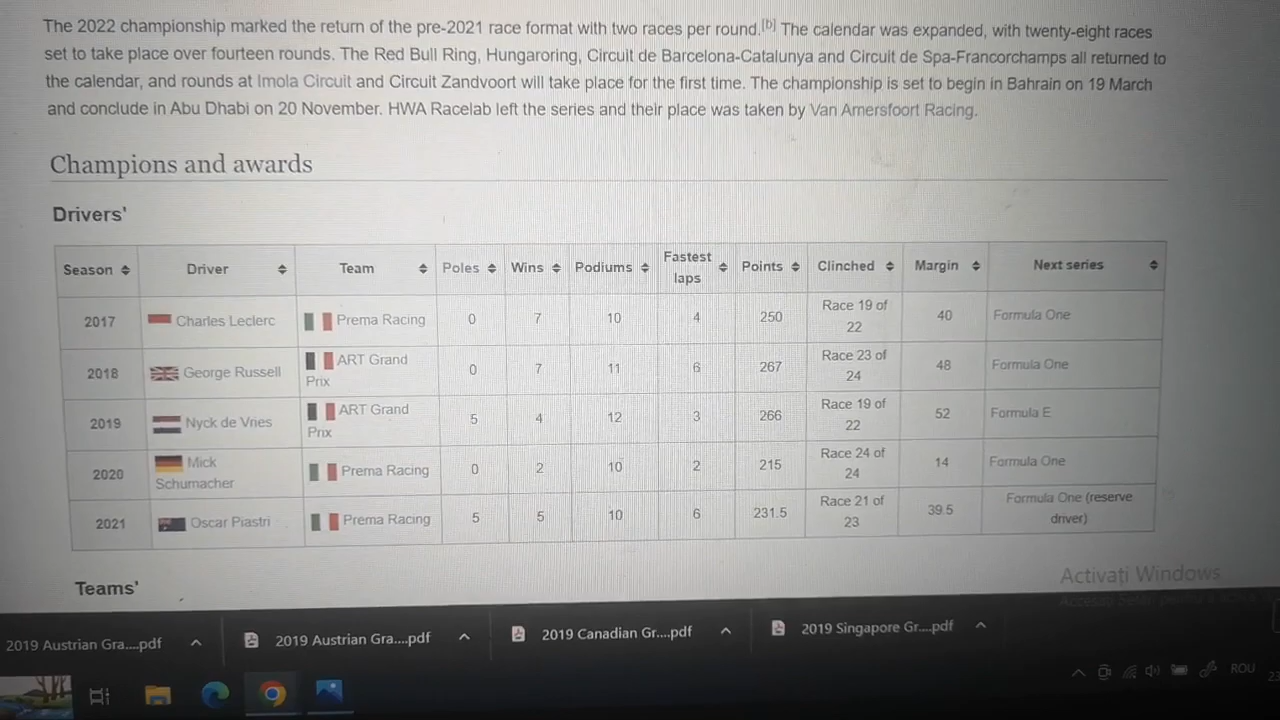 The 2022 championship marked the return of the pre-2021 race format with two races per round.[b] The calendar was expanded, with twenty-eight races
set to take place over fourteen rounds. The Red Bull Ring, Hungaroring, Circuit de Barcelona-Catalunya and Circuit de Spa-Francorchamps all returned to
the calendar, and rounds at Imola Circuit and Circuit Zandvoort will take place for the first time. The championship is set to begin in Bahrain on 19 March
and conclude in Abu Dhabi on 20 November. HWA Racelab left the series and their place was taken by Van Amersfoort Racing.
Champions and awards
Drivers'
Season Driver Team Poles Wins Podiums Fastest laps Points Clinched Margin Next series
2017 Charles Leclerc Prema Racing 0 7 10 4 250 Race 19 of 22 40 Formula One
2018 George Russell ART Grand Prix 0 7 11 6 267 Race 23 of 24 48 Formula One
2019 Nyck de Vries ART Grand Prix 5 4 12 3 266 Race 19 of 22 52 Formula E
2020 Mick Schumacher Prema Racing 0 2 10 2 215 Race 24 of 24 14 Formula One
2021 Oscar Piastri Prema Racing 5 5 10 6 231.5 Race 21 of 23 39.5 Formula One (reserve driver)
Teams'
Activați Windows
2019 Austrian Gra....pdf 2019 Austrian Gra....pdf 2019 Canadian Gr....pdf 2019 Singapore Gr....pdf
ROU